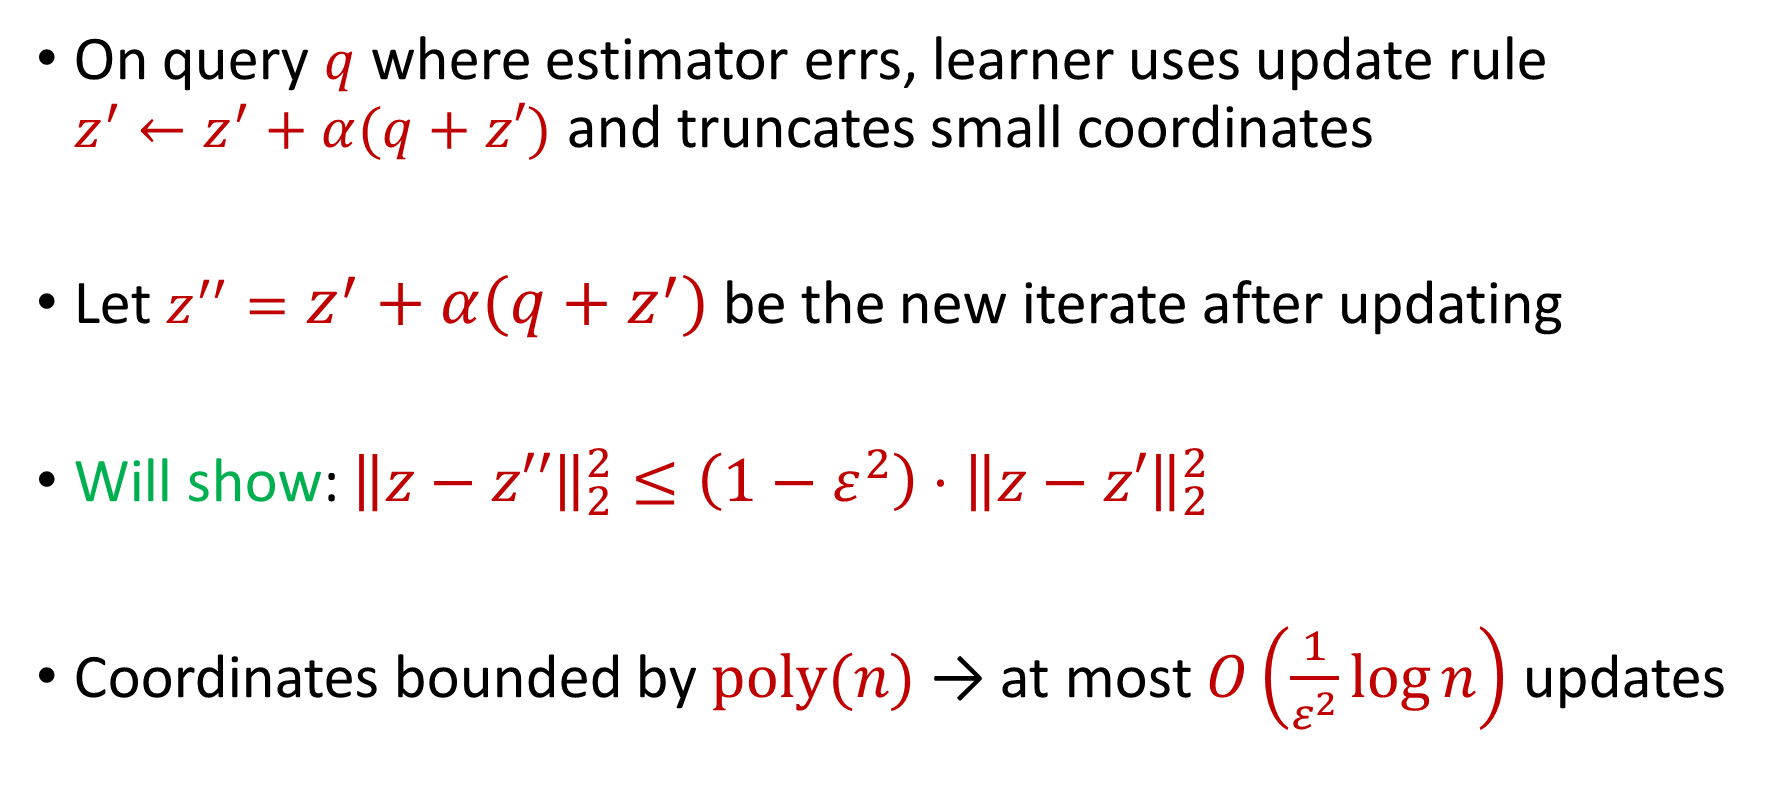 • On query q where estimator errs, learner uses update rule
z′ ← z′ + α(q + z′) and truncates small coordinates
• Let z′′ = z′ + α(q + z′) be the new iterate after updating
• Will show: ‖z − z′′‖₂² ≤ (1 − ε²) · ‖z − z′‖₂²
• Coordinates bounded by poly(n) → at most O(1/ε² log n) updates